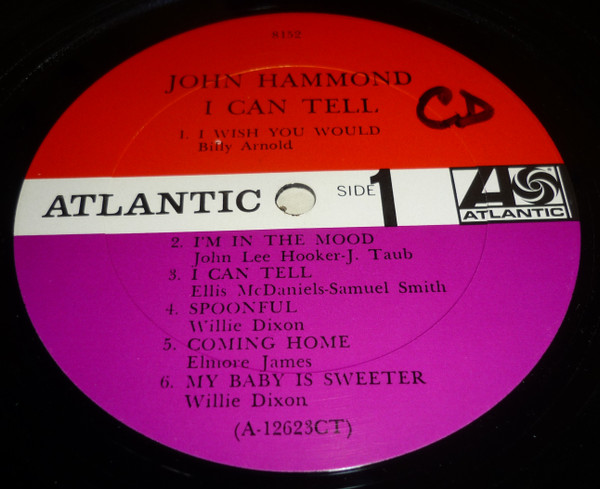 8152
JOHN HAMMOND
I CAN TELL
CD
1. I WISH YOU WOULD
Billy Arnold
ATLANTIC
SIDE 1
ATLANTIC
2. I'M IN THE MOOD
John Lee Hooker-J. Taub
3. I CAN TELL
Ellis McDaniels-Samuel Smith
4. SPOONFUL
Willie Dixon
5. COMING HOME
Elmore James
6. MY BABY IS SWEETER
Willie Dixon
(A-12623CT)